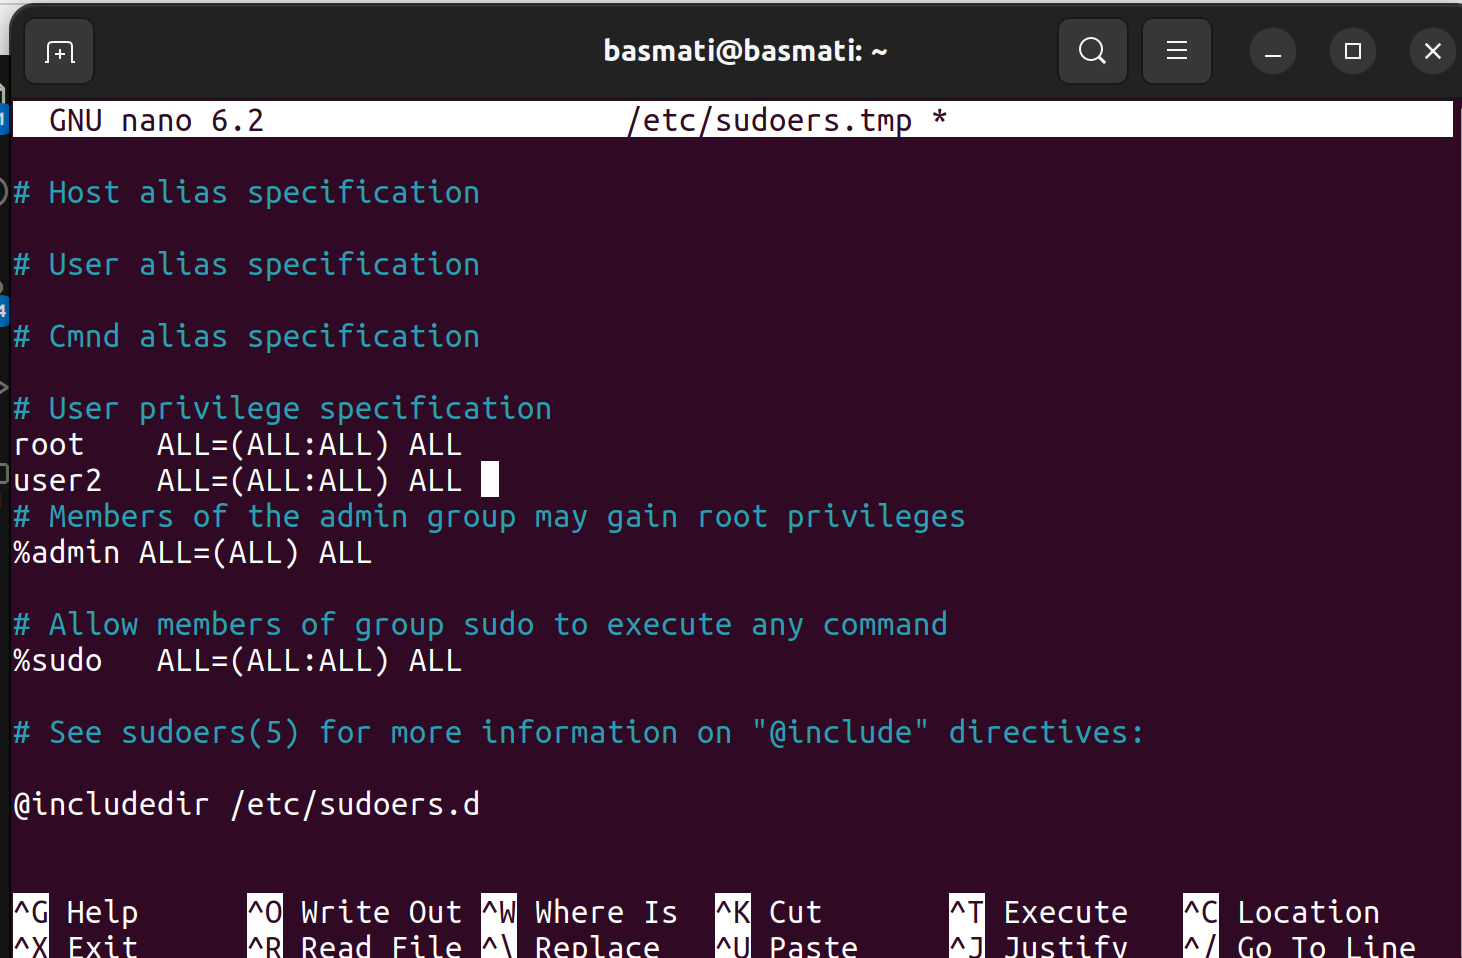 basmati@basmati: ~
GNU nano 6.2 /etc/sudoers.tmp *
# Host alias specification
# User alias specification
# Cmnd alias specification
# User privilege specification
root ALL=(ALL:ALL) ALL
user2 ALL=(ALL:ALL) ALL
# Members of the admin group may gain root privileges
%admin ALL=(ALL) ALL
# Allow members of group sudo to execute any command
%sudo ALL=(ALL:ALL) ALL
# See sudoers(5) for more information on "@include" directives:
@includedir /etc/sudoers.d
^G Help ^O Write Out ^W Where Is ^K Cut ^T Execute ^C Location
^X Exit ^R Read File ^\ Replace ^U Paste ^J Justify ^/ Go To Line